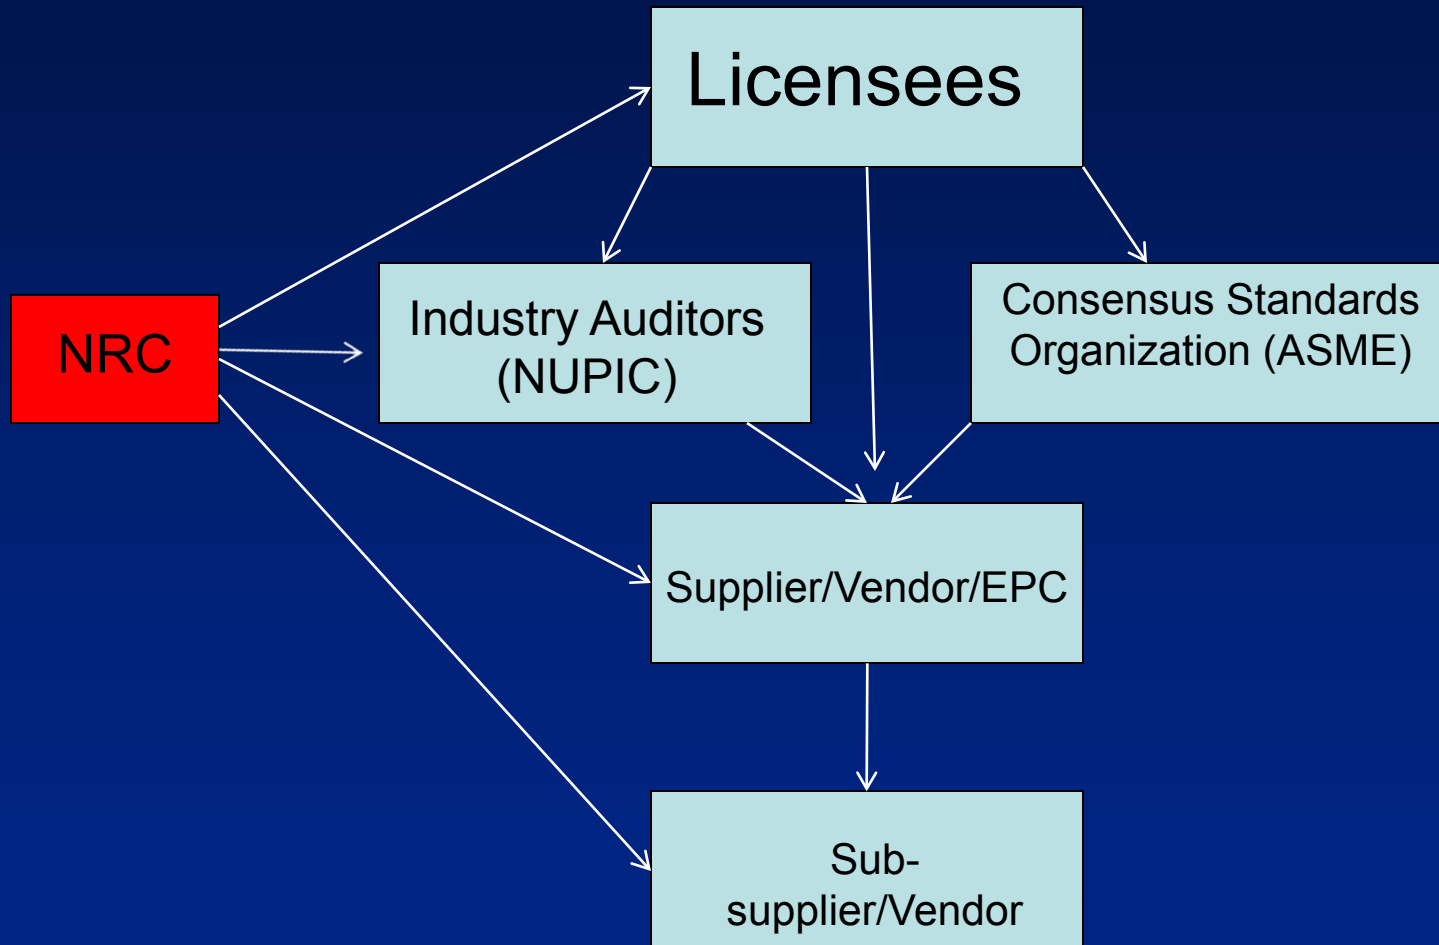 Licensees
NRC
Industry Auditors
(NUPIC)
Consensus Standards
Organization (ASME)
Supplier/Vendor/EPC
Sub-
supplier/Vendor